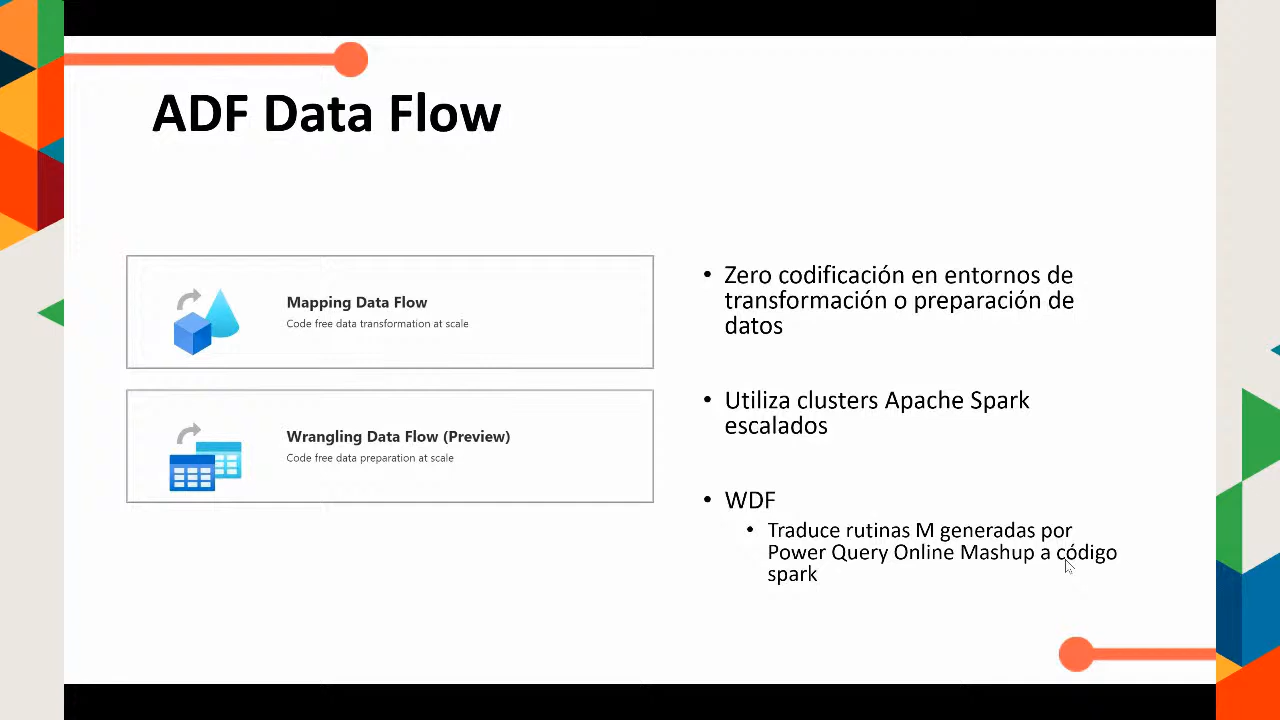 ADF Data Flow
Mapping Data Flow
Code free data transformation at scale
Wrangling Data Flow (Preview)
Code free data preparation at scale
• Zero codificación en entornos de
transformación o preparación de
datos
• Utiliza clusters Apache Spark
escalados
• WDF
• Traduce rutinas M generadas por
Power Query Online Mashup a código
spark